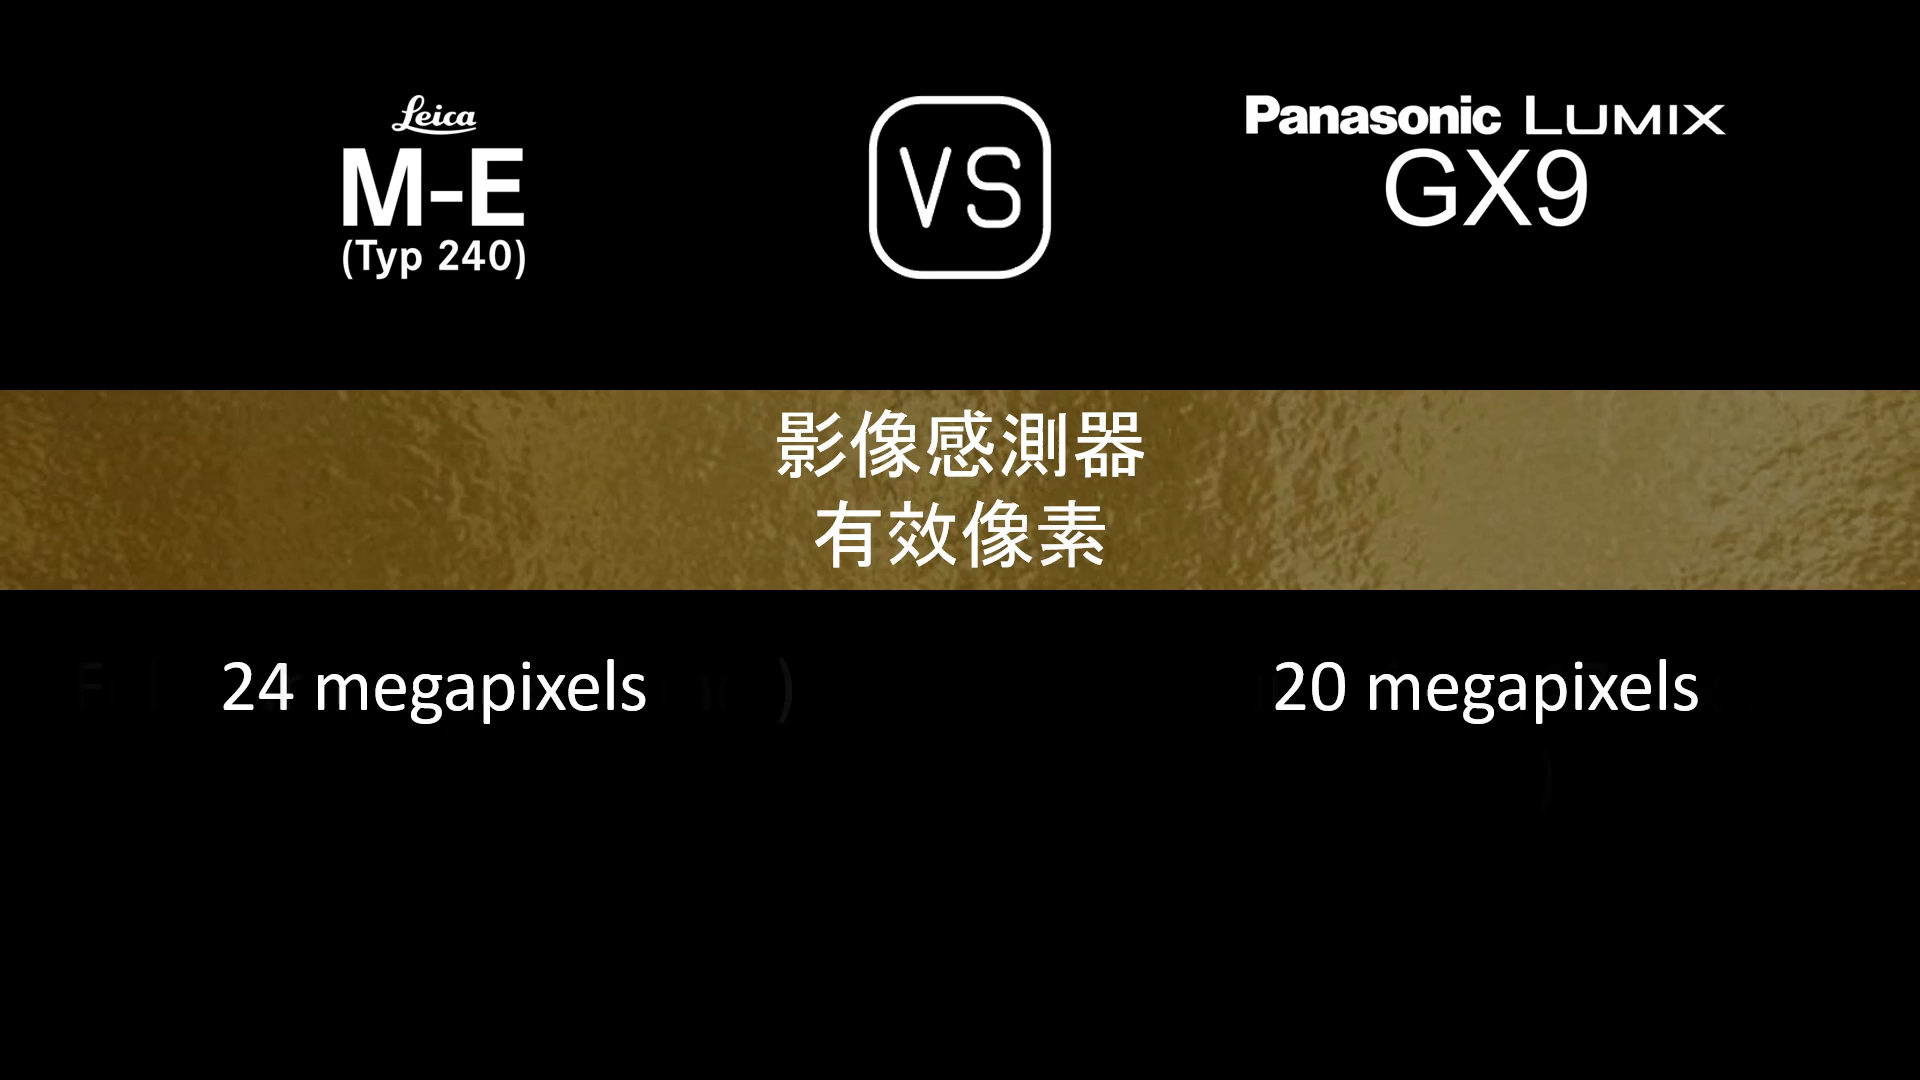 Leica
M-E
(Typ 240)
VS
Panasonic LUMIX
GX9
影像感測器
有效像素
24 megapixels
20 megapixels